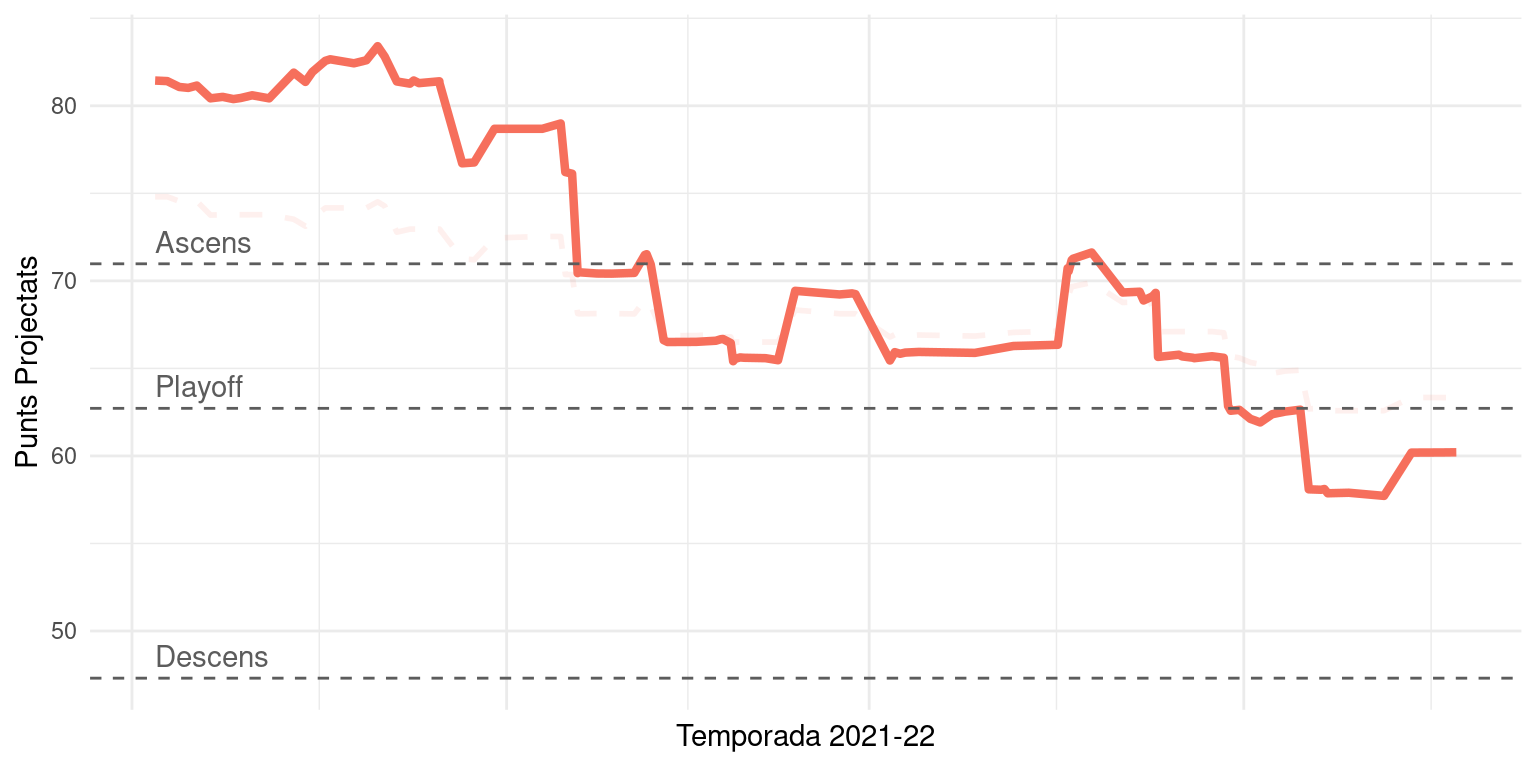 Punts Projectats
80
70
60
50
Ascens
Playoff
Descens
Temporada 2021-22